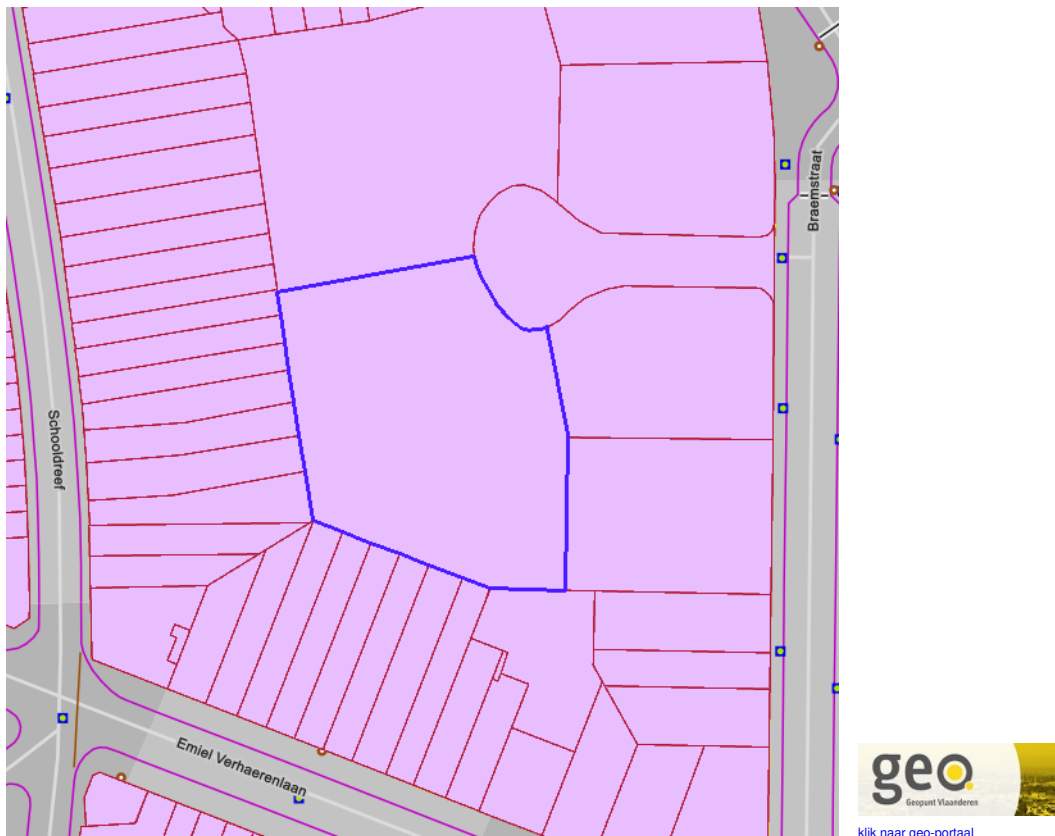 Braemstraat
Schooldreef
Emiel Verhaerenlaan
geo
Geopunt Vlaanderen
klik naar geo-portaal